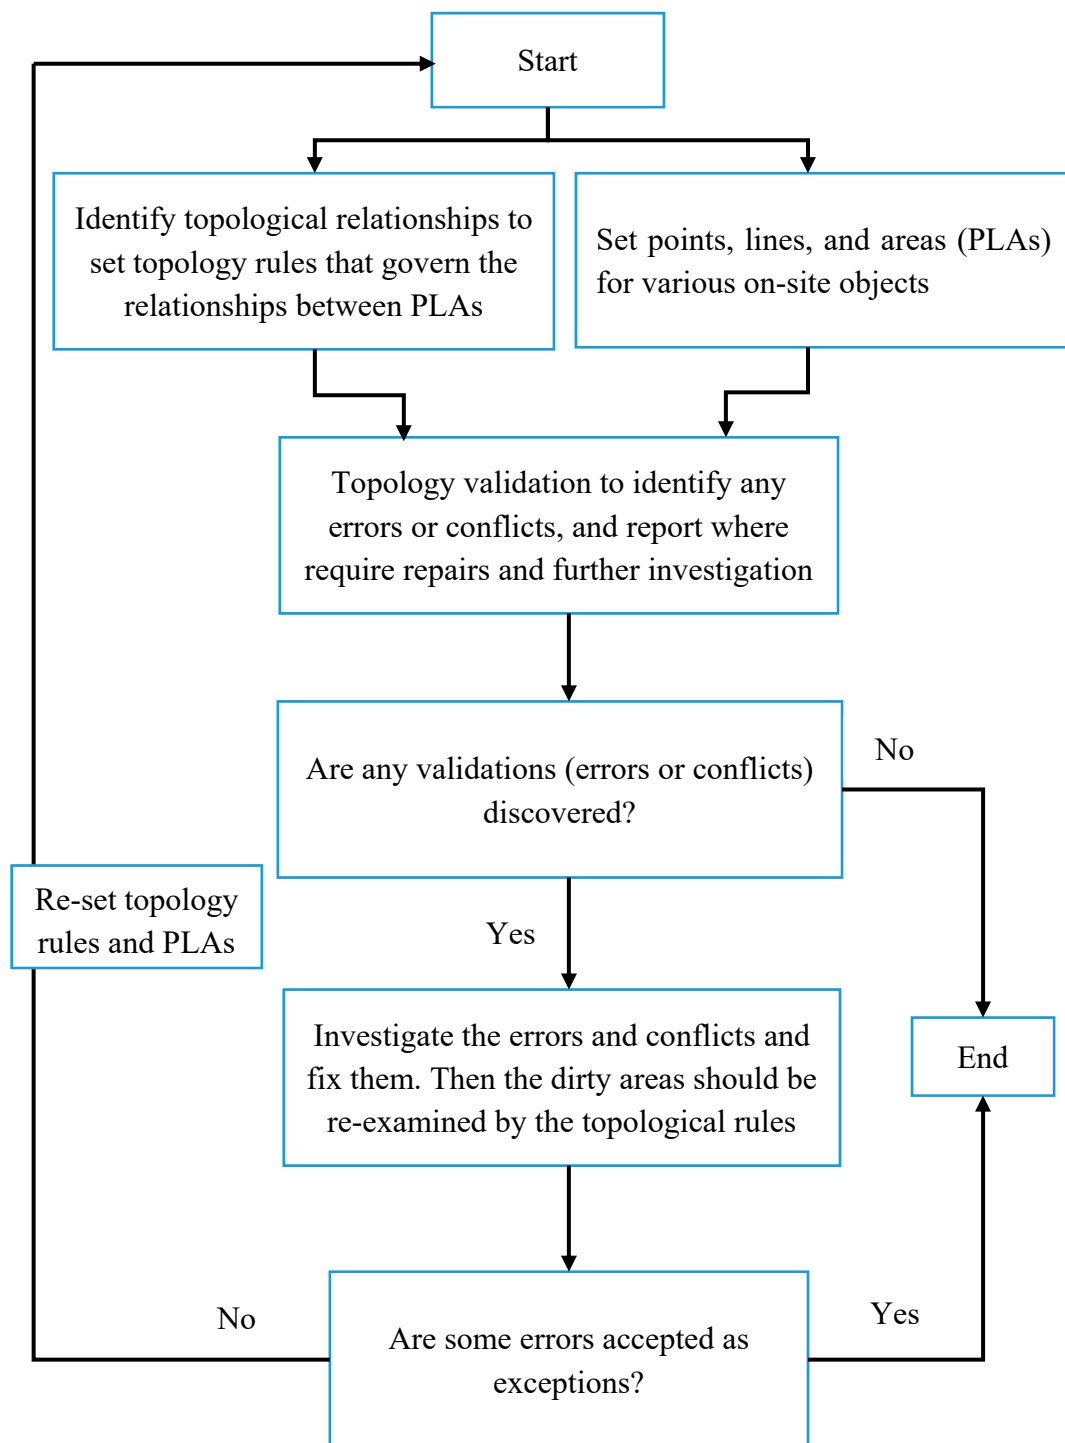 Start
Identify topological relationships to
set topology rules that govern the
relationships between PLAs
Set points, lines, and areas (PLAs)
for various on-site objects
Topology validation to identify any
errors or conflicts, and report where
require repairs and further investigation
Are any validations (errors or conflicts)
discovered?
No
Re-set topology
rules and PLAs
Yes
Investigate the errors and conflicts and
fix them. Then the dirty areas should be
re-examined by the topological rules
End
No
Are some errors accepted as
exceptions?
Yes